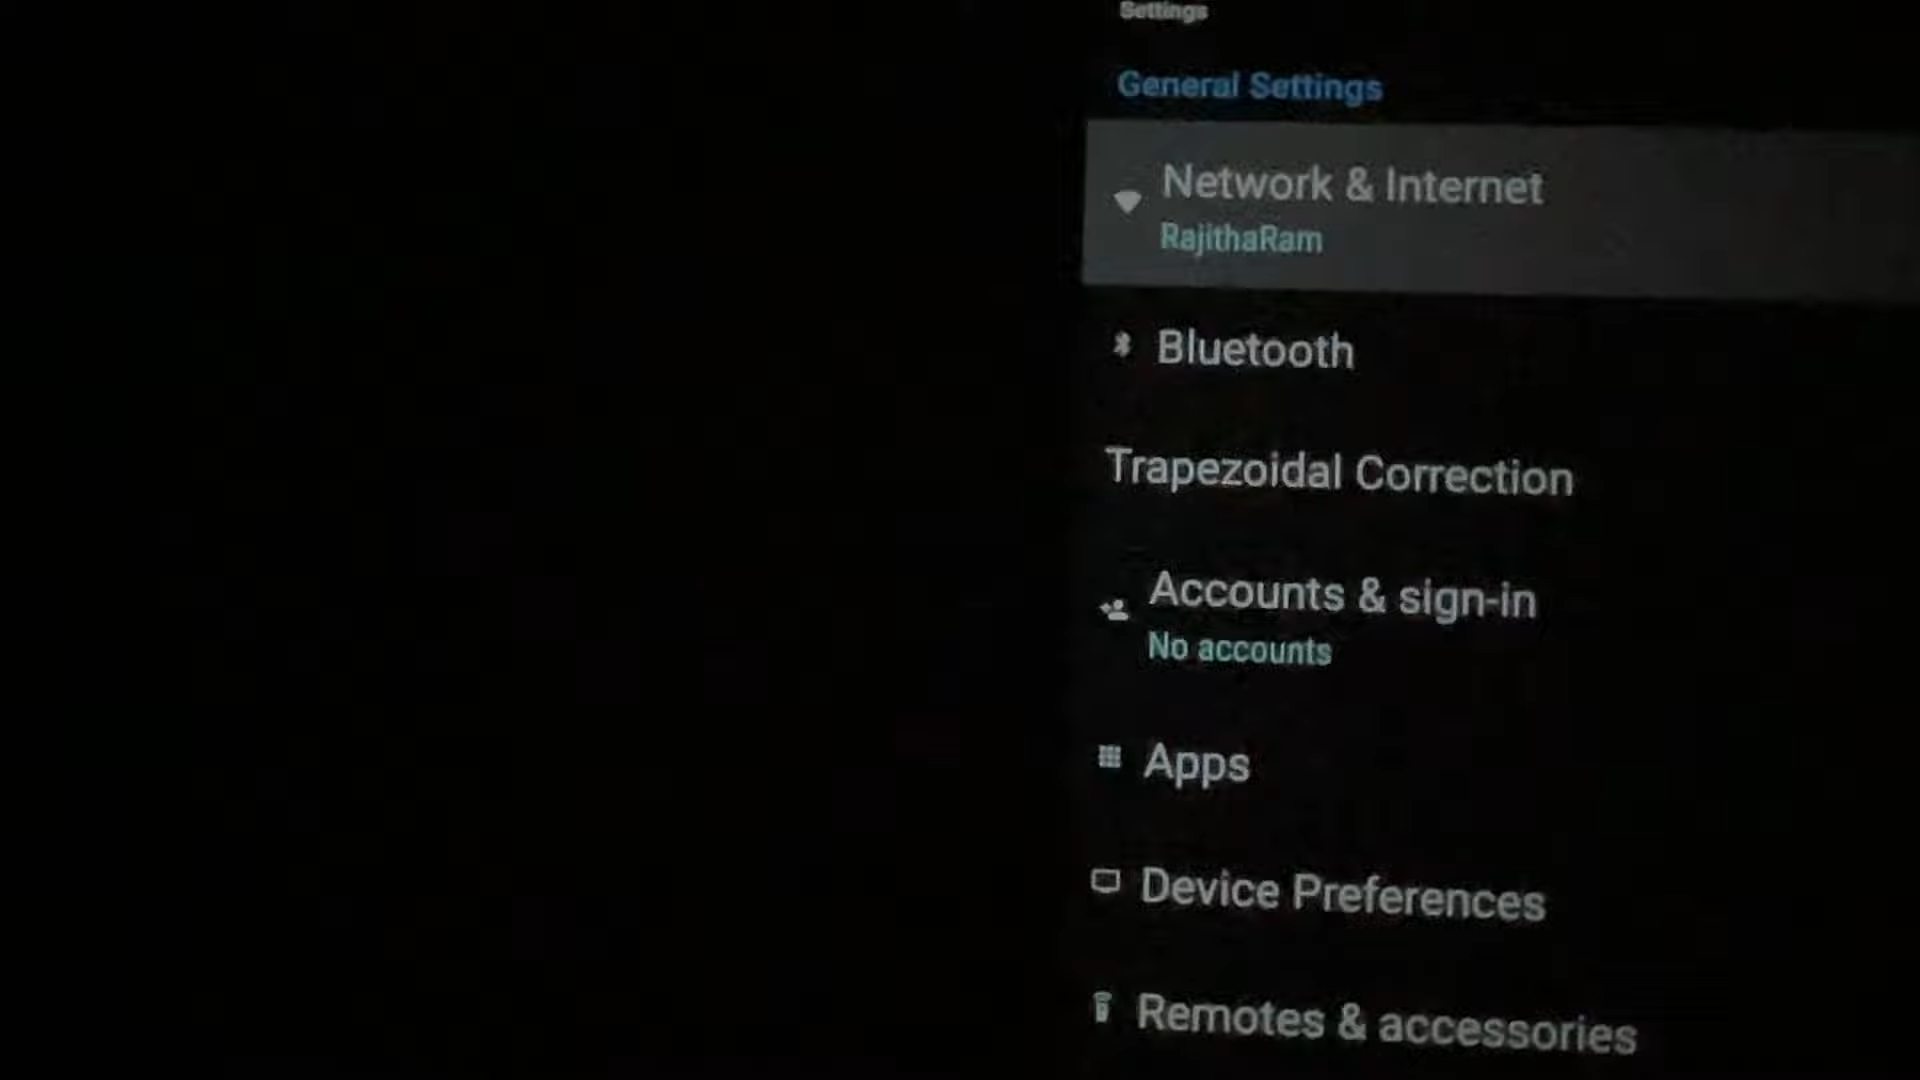 Settings
General Settings
Network & Internet
RajithaRam
Bluetooth
Trapezoidal Correction
Accounts & sign-in
No accounts
Apps
Device Preferences
Remotes & accessories